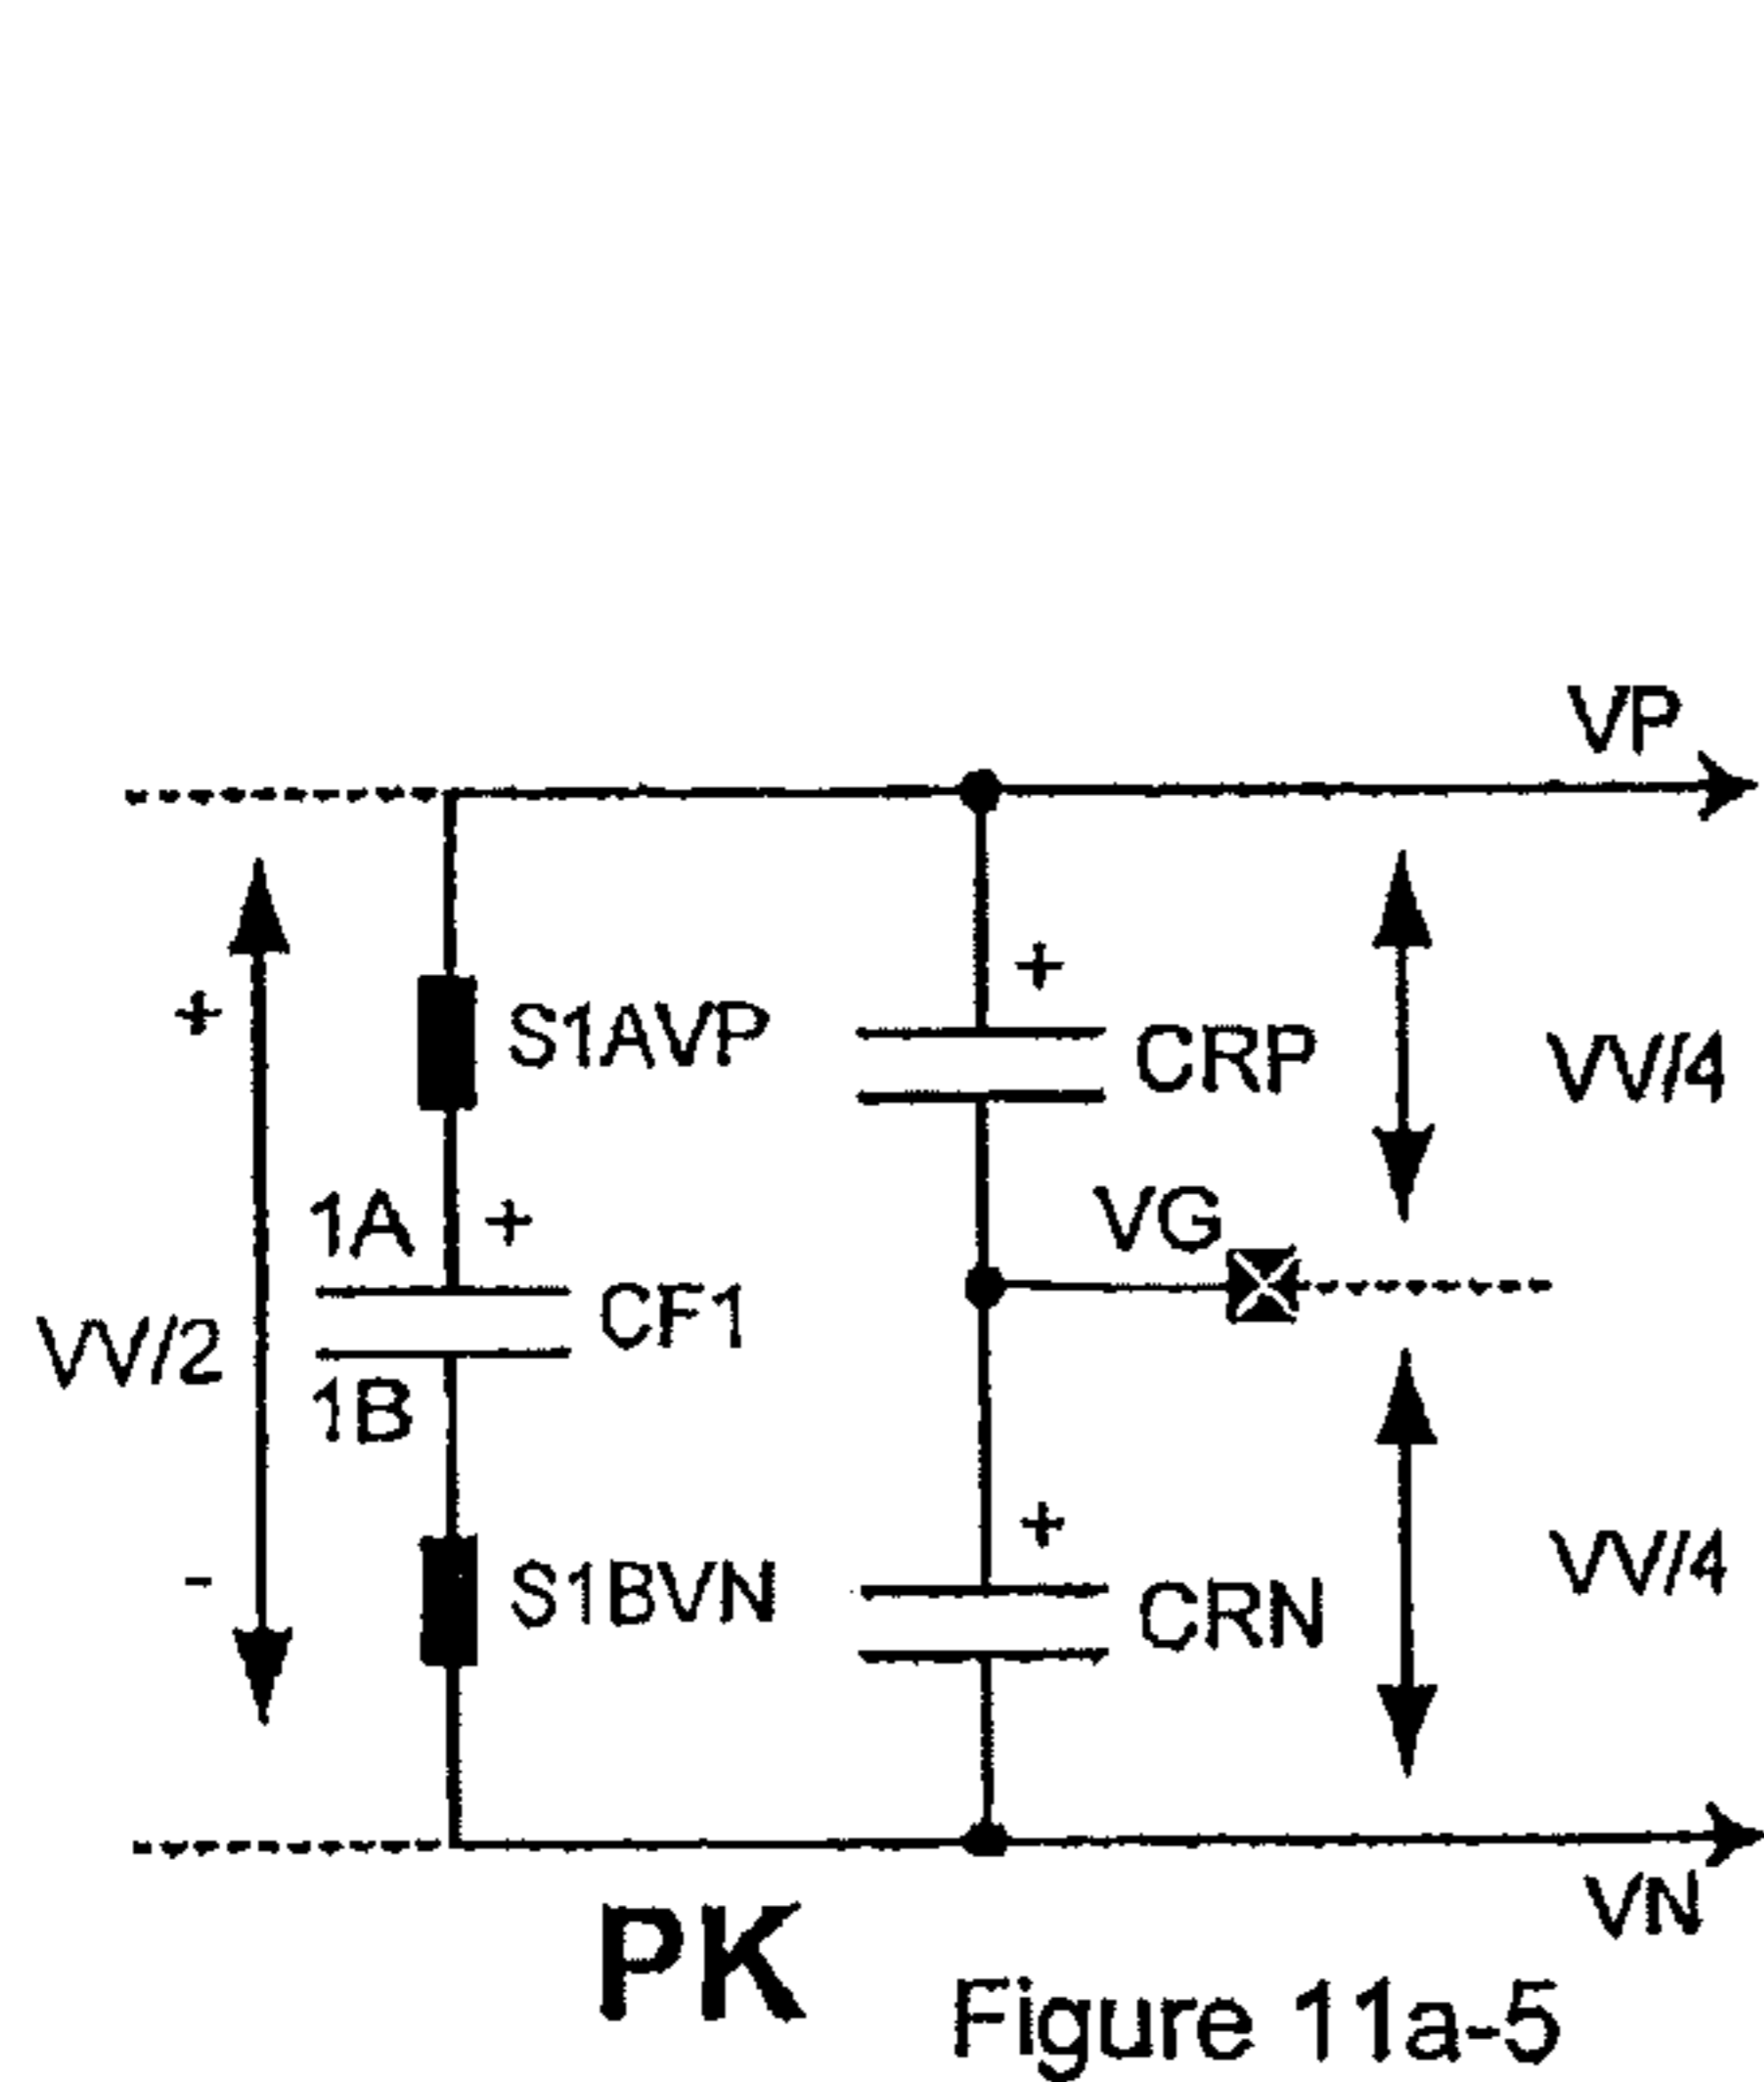 VP
+
+
S1AVP
CRP
VV/4
1A
+
VG
CF1
VV/2
1B
+
-
S1BVN
CRN
VV/4
VN
PK
Figure 11a-5